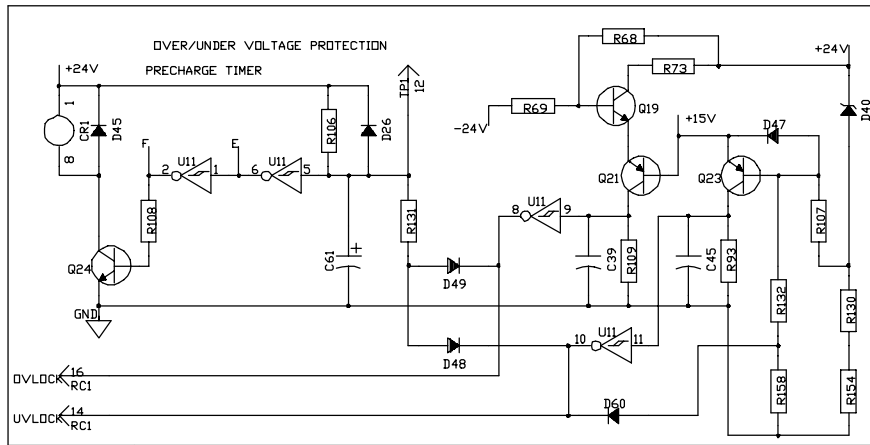 OVER/UNDER VOLTAGE PROTECTION
PRECHARGE TIMER
+24V
1
CR1
8
D45
F
E
R106
D26
TP1
12
R68
R73
+24V
-24V
R69
Q19
+15V
D47
D40
2
U11
1
6
U11
5
Q21
Q23
R108
R131
8
U11
9
R107
Q24
C61
+
D49
C39
R109
C45
R93
R132
R130
GND
10
U11
11
D48
OVLOCK
16
RC1
D60
R158
R154
UVLOCK
14
RC1